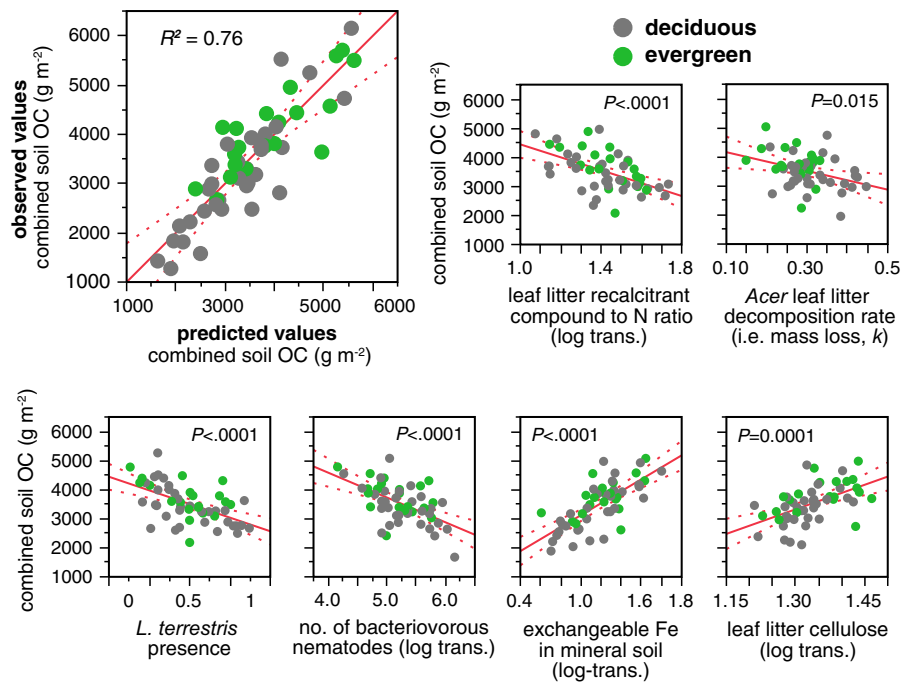 deciduous
evergreen
R² = 0.76
6000
5000
4000
3000
2000
1000
observed values
combined soil OC (g m-2)
1000
3000
5000
6000
predicted values
combined soil OC (g m-2)
P<.0001
6000
5000
4000
3000
2000
1000
combined soil OC (g m-2)
1.0
1.4
1.8
leaf litter recalcitrant
compound to N ratio
(log trans.)
P=0.015
0.10
0.30
0.5
Acer leaf litter
decomposition rate
(i.e. mass loss, k)
P<.0001
6000
5000
4000
3000
2000
1000
combined soil OC (g m-2)
0
0.5
1
L. terrestris
presence
P<.0001
4.0
5.0
6.0
no. of bacteriovorous
nematodes (log trans.)
P<.0001
0.4
1.0
1.6
1.8
exchangeable Fe
in mineral soil
(log-trans.)
P=0.0001
1.15
1.30
1.45
leaf litter cellulose
(log trans.)